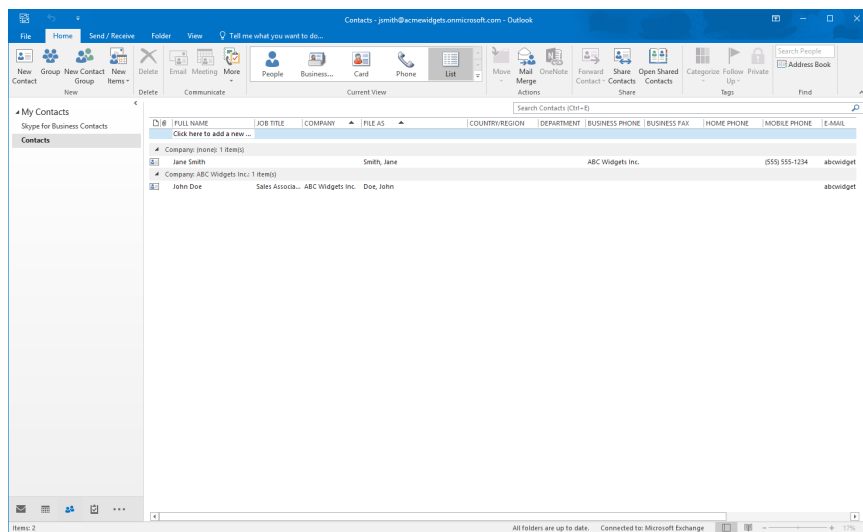 Contacts - jsmith@acmewidgets.onmicrosoft.com - Outlook
File Home Send / Receive Folder View Tell me what you want to do...
New Contact
Contact Group
New Contact Group
New Items
Delete
Email Meeting More
People Business... Card Phone List
Move Mail Merge OneNote
Forward Contact Share Contacts Open Shared Contacts
Categorize Follow Up Private
Search People
Address Book
New Delete Communicate Current View Actions Share Tags Find
My Contacts
Skype for Business Contacts
Contacts
Search Contacts (Ctrl+E)
FULL NAME JOB TITLE COMPANY FILE AS COUNTRY/REGION DEPARTMENT BUSINESS PHONE BUSINESS FAX HOME PHONE MOBILE PHONE E-MAIL
Click here to add a new ...
Company: (none): 1 item(s)
Jane Smith Smith, Jane ABC Widgets Inc. (555) 555-1234 abcwidget
Company: ABC Widgets Inc.: 1 item(s)
John Doe Sales Associa... ABC Widgets Inc. Doe, John abcwidget
Items: 2 All folders are up to date. Connected to: Microsoft Exchange 17%